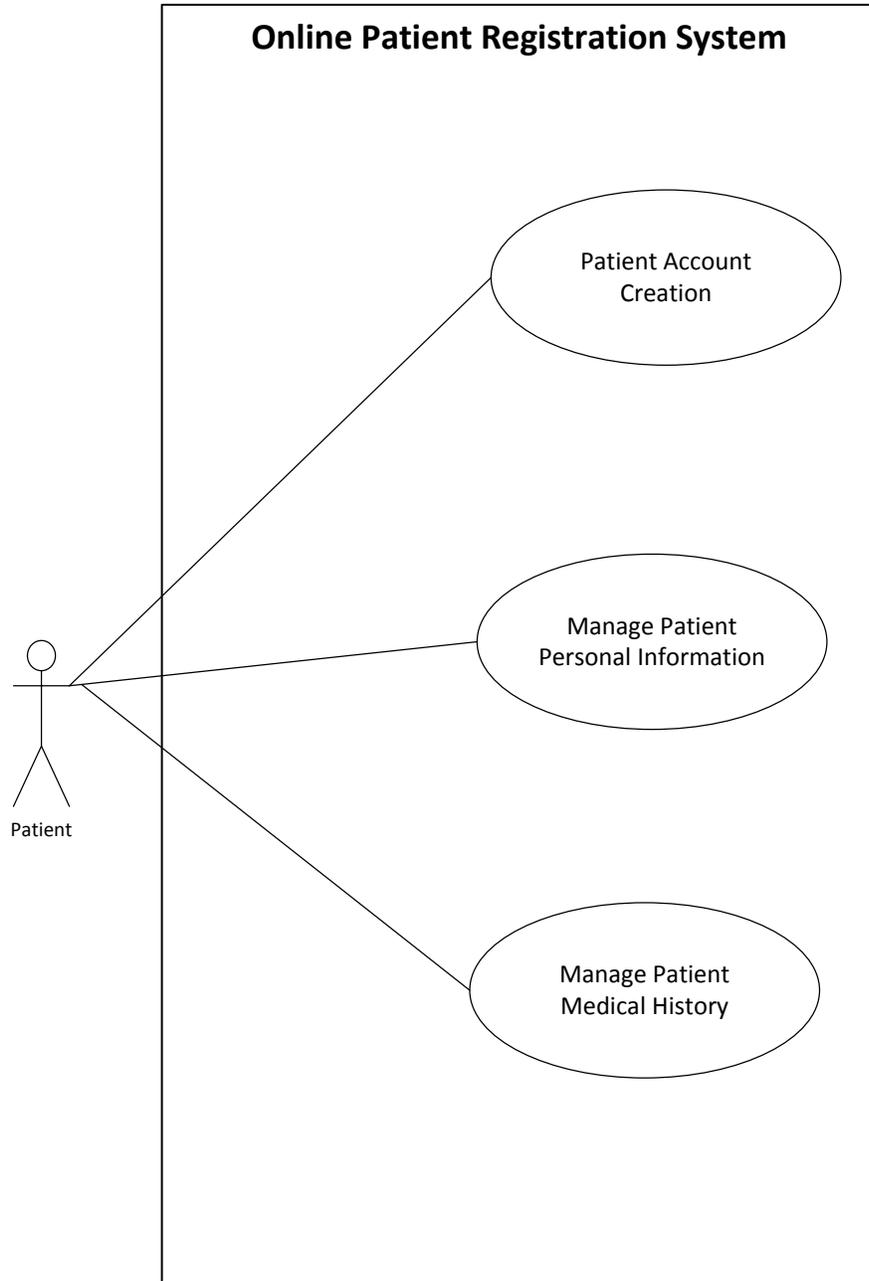 Online Patient Registration System
Patient Account
Creation
Manage Patient
Personal Information
Patient
Manage Patient
Medical History